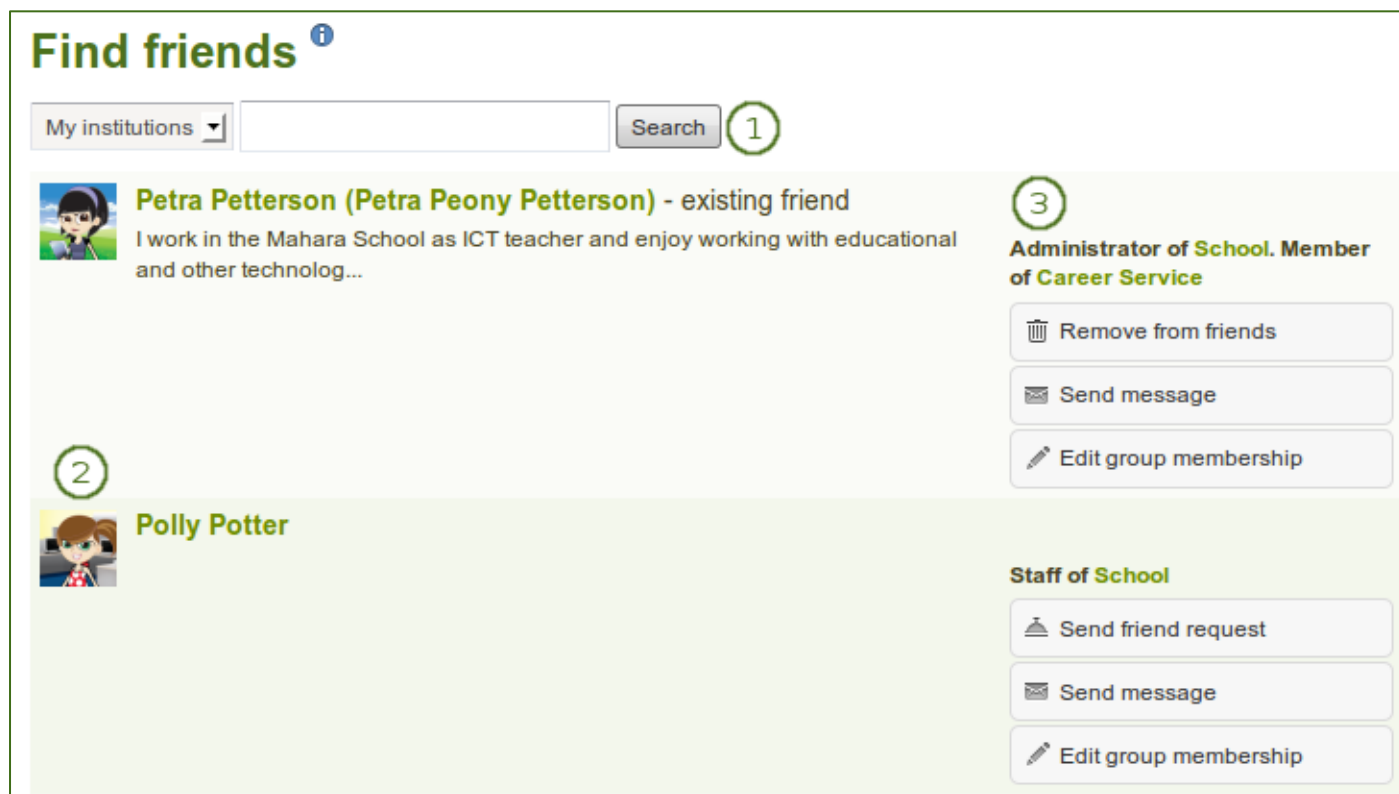 Find friends
My institutions
Search
1
Petra Petterson (Petra Peony Petterson) - existing friend
I work in the Mahara School as ICT teacher and enjoy working with educational
and other technolog...
3
Administrator of School. Member
of Career Service
Remove from friends
Send message
Edit group membership
2
Polly Potter
Staff of School
Send friend request
Send message
Edit group membership